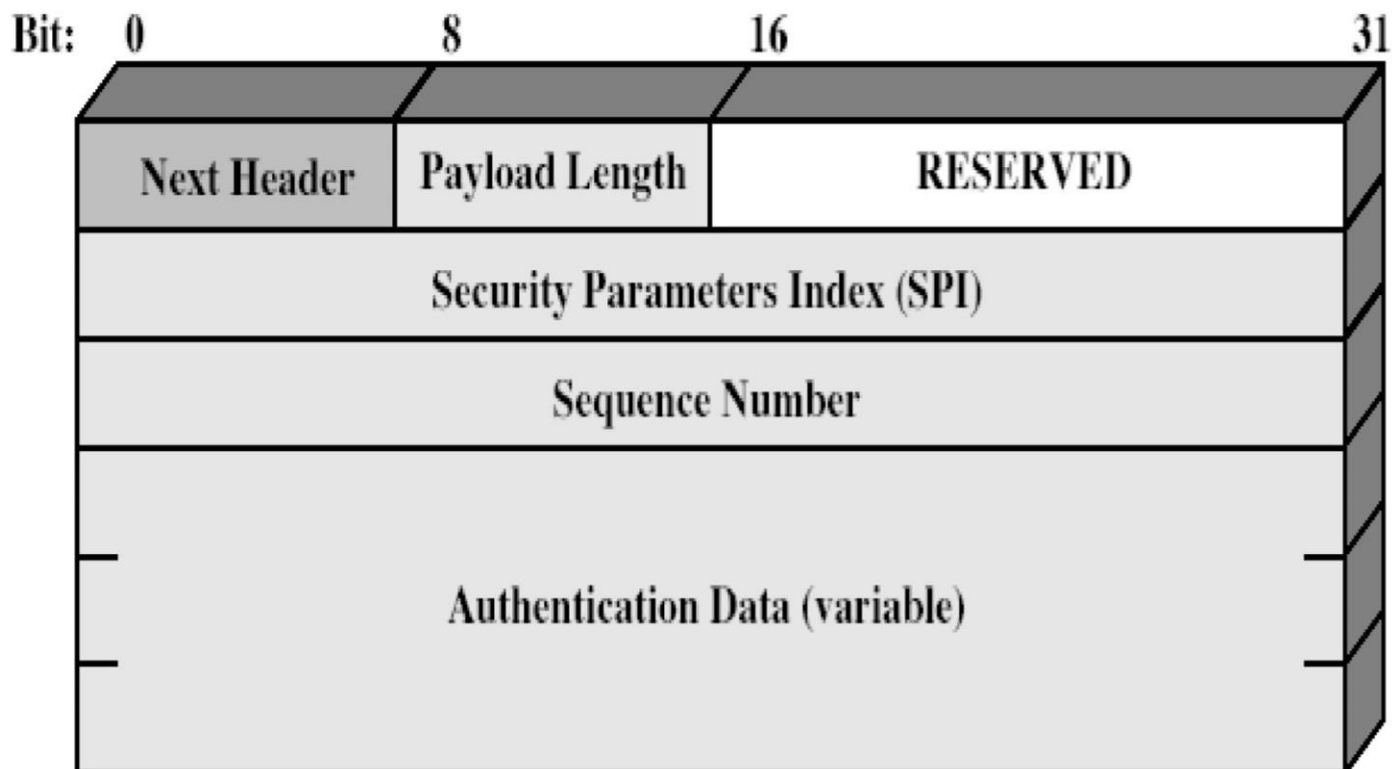 Bit: 0 8 16 31
Next Header Payload Length RESERVED
Security Parameters Index (SPI)
Sequence Number
Authentication Data (variable)